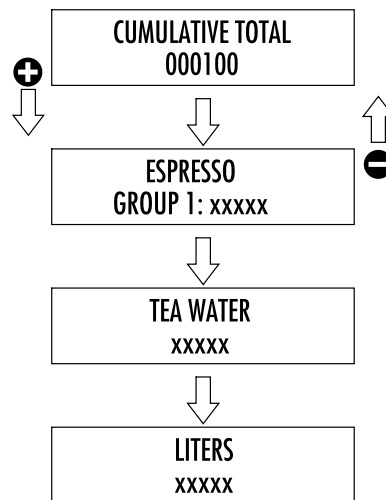 CUMULATIVE TOTAL
000100
ESPRESSO
GROUP 1: xxxxx
TEA WATER
xxxxx
LITERS
xxxxx